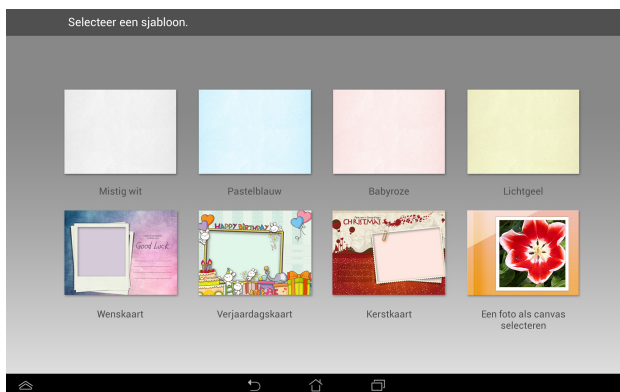 Selecteer een sjabloon.
Mistig wit
Pastelblauw
Babyroze
Lichtgeel
Good Luck
HAPPY BIRTHDAY
CHRISTMAS
Wenskaart
Verjaardagskaart
Kerstkaart
Een foto als canvas
selecteren